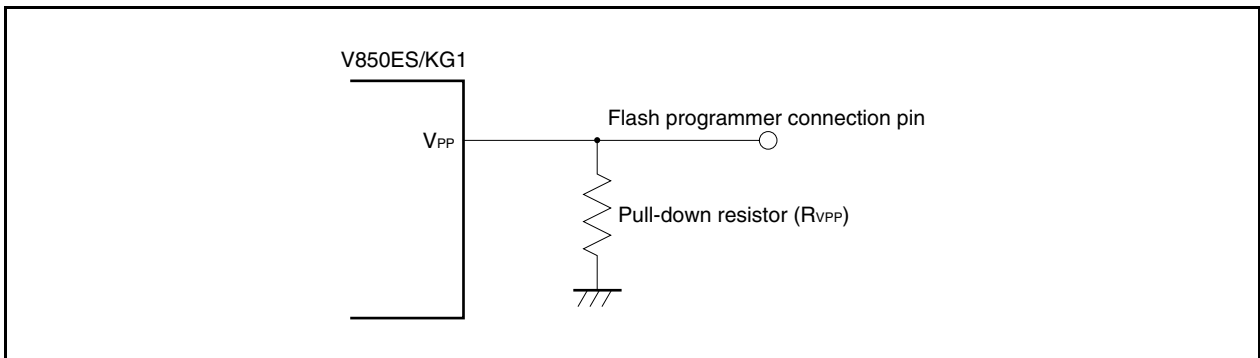 V850ES/KG1
Flash programmer connection pin
VPP
Pull-down resistor (RVPP)